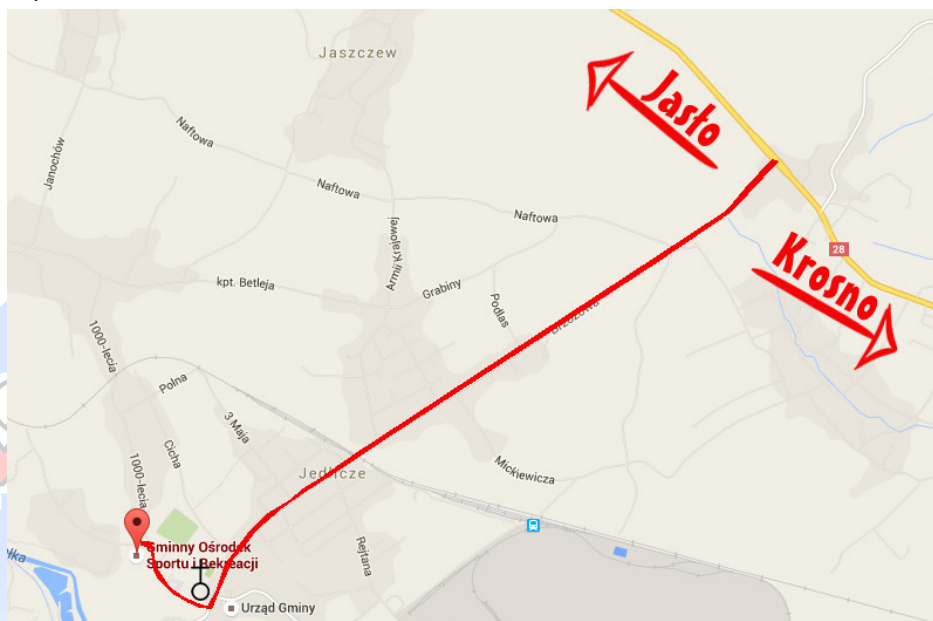 Jaszczew
Jasło
Naftowa
Janochów
Naftowa
Naftowa
Armii Krajowej
28
Krosno
kpt. Betleja
Grabiny
Podlas
Brzozowa
1000-lecia
Polna
3 Maja
Cicha
Jedlicze
Mickiewicza
1000-lecia
Rejtana
Gminny Ośrodek
Sportu i Rekreacji
Urząd Gminy